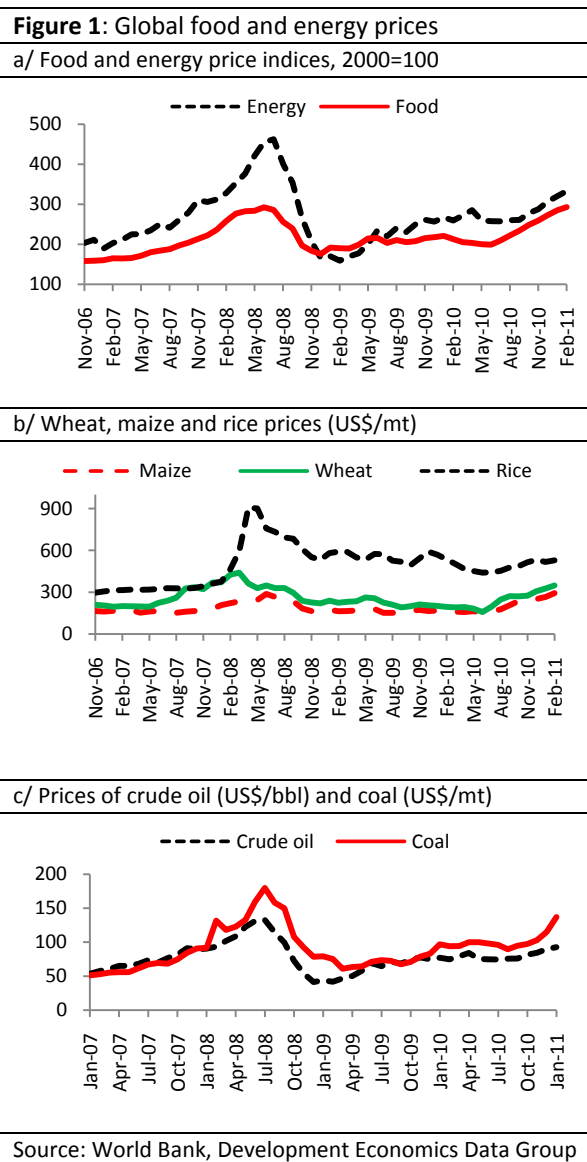 Figure 1: Global food and energy prices
a/ Food and energy price indices, 2000=100
Energy Food
500
400
300
200
100
Nov-06 Feb-07 May-07 Aug-07 Nov-07 Feb-08 May-08 Aug-08 Nov-08 Feb-09 May-09 Aug-09 Nov-09 Feb-10 May-10 Aug-10 Nov-10 Feb-11
b/ Wheat, maize and rice prices (US$/mt)
Maize Wheat Rice
900
600
300
0
Nov-06 Feb-07 May-07 Aug-07 Nov-07 Feb-08 May-08 Aug-08 Nov-08 Feb-09 May-09 Aug-09 Nov-09 Feb-10 May-10 Aug-10 Nov-10 Feb-11
c/ Prices of crude oil (US$/bbl) and coal (US$/mt)
Crude oil Coal
200
150
100
50
0
Jan-07 Apr-07 Jul-07 Oct-07 Jan-08 Apr-08 Jul-08 Oct-08 Jan-09 Apr-09 Jul-09 Oct-09 Jan-10 Apr-10 Jul-10 Oct-10 Jan-11
Source: World Bank, Development Economics Data Group